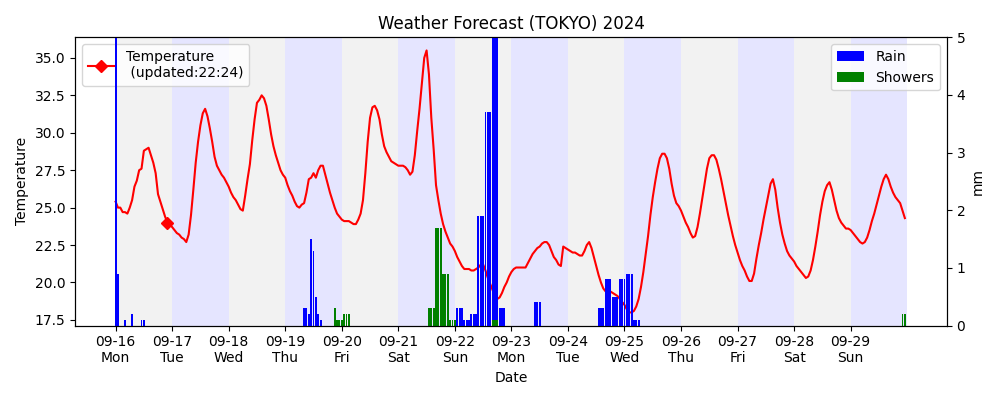 Weather Forecast (TOKYO) 2024
Temperature
(updated:22:24)
Rain
Showers
35.0
32.5
30.0
27.5
25.0
22.5
20.0
17.5
Temperature
5
4
3
2
1
0
mm
09-16 09-17 09-18 09-19 09-20 09-21 09-22 09-23 09-24 09-25 09-26 09-27 09-28 09-29
Mon Tue Wed Thu Fri Sat Sun Mon Tue Wed Thu Fri Sat Sun
Date